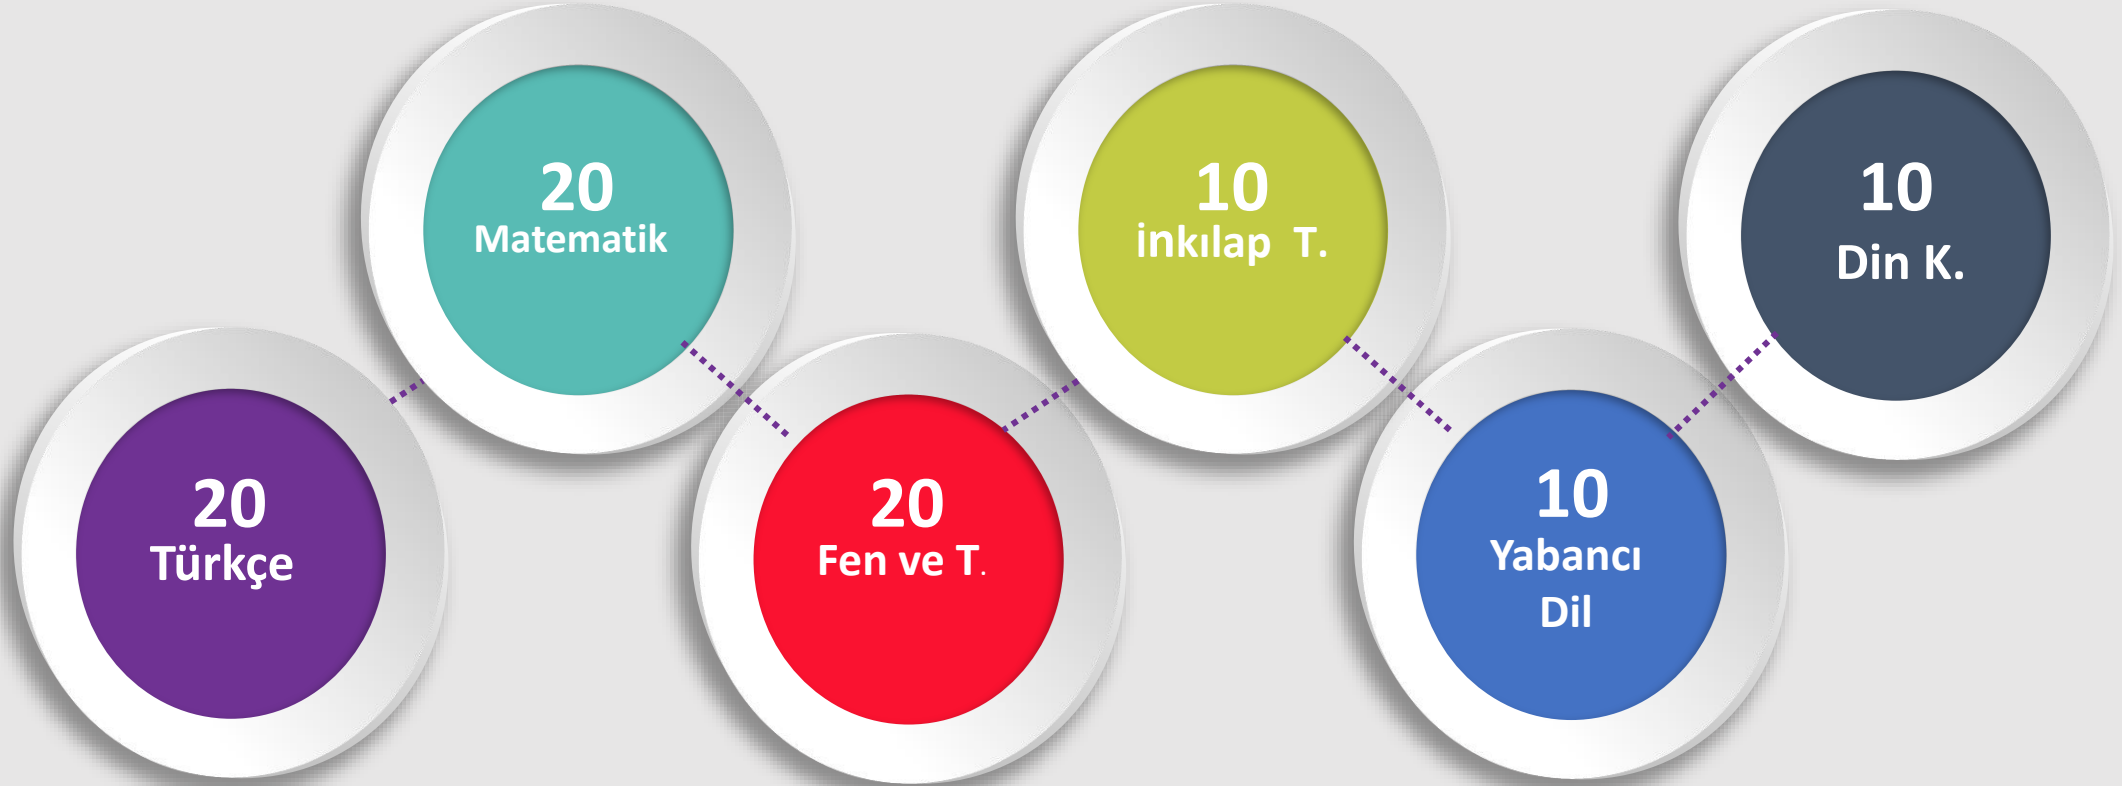 20
Türkçe
20
Matematik
20
Fen ve T.
10
inkılap T.
10
Yabancı
Dil
10
Din K.